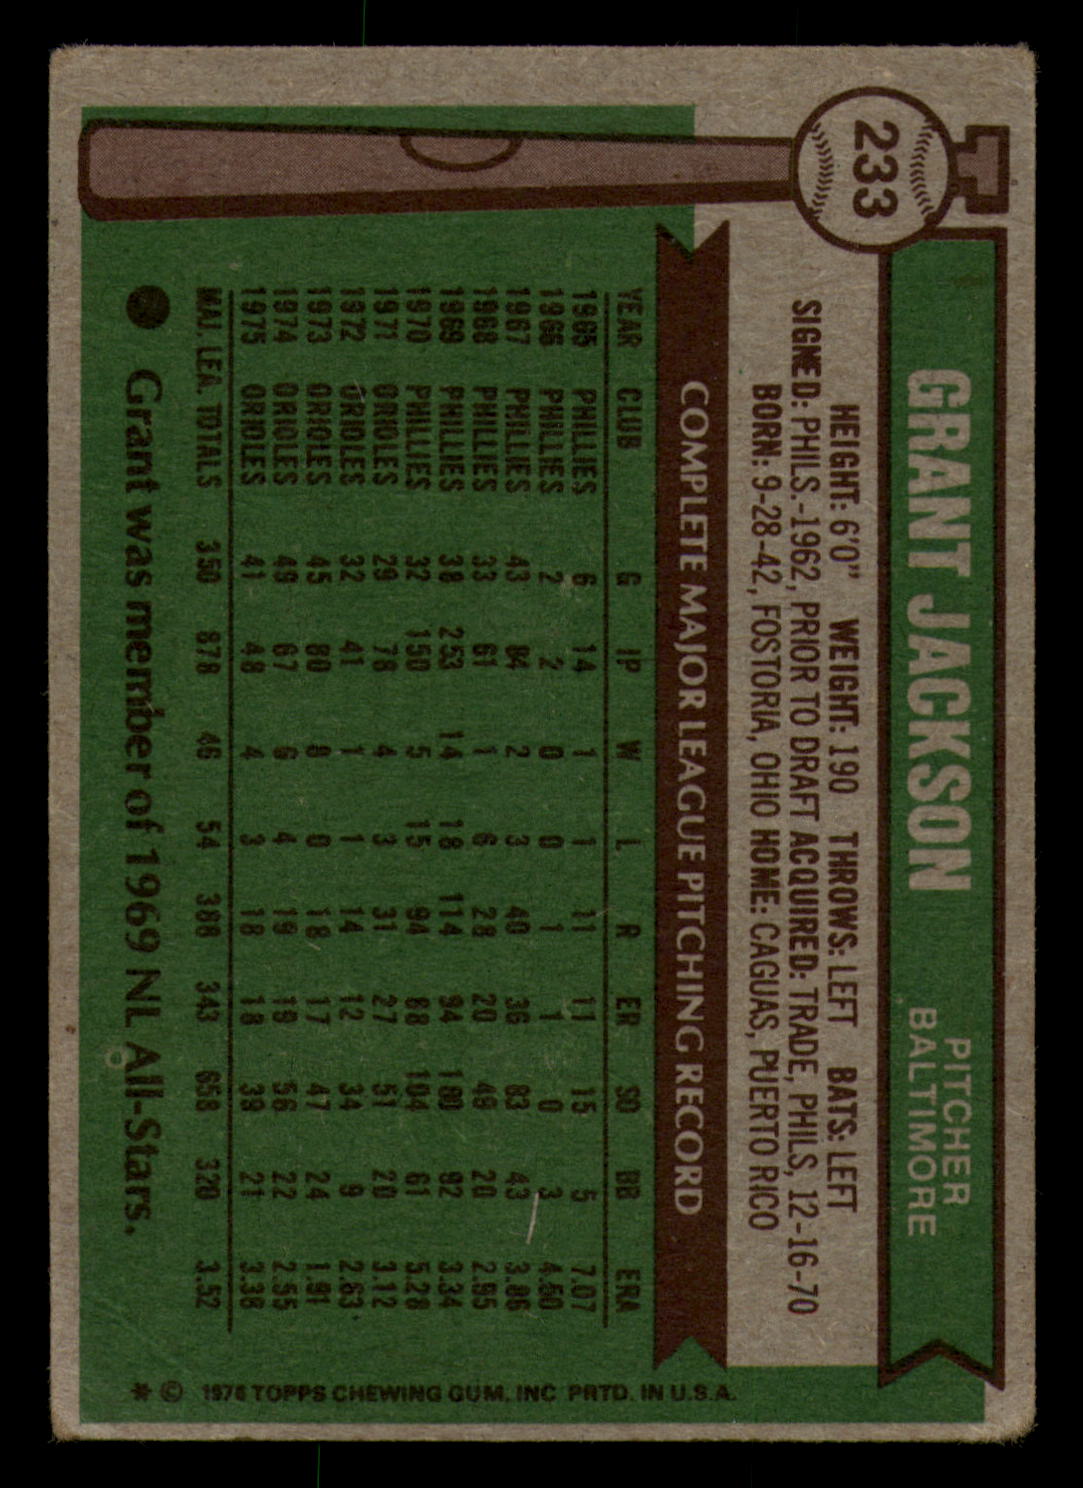 233
GRANT JACKSON
PITCHER
BALTIMORE
HEIGHT: 6'0" WEIGHT: 190 THROWS: LEFT BATS: LEFT
SIGNED: PHILS.-1962, PRIOR TO DRAFT ACQUIRED: TRADE, PHILS, 12-16-70
BORN: 9-28-42, FOSTORIA, OHIO HOME: CAGUAS, PUERTO RICO
COMPLETE MAJOR LEAGUE PITCHING RECORD
YEAR CLUB G IP W L R ER SO BB ERA
1965 PHILLIES 6 14 1 1 11 11 15 5 7.07
1966 PHILLIES 2 2 0 0 1 1 0 3 4.50
1967 PHILLIES 43 84 2 3 40 36 83 43 3.86
1968 PHILLIES 33 61 1 6 28 20 49 20 2.95
1969 PHILLIES 38 253 14 18 114 94 180 92 3.34
1970 PHILLIES 32 150 5 15 94 88 104 61 5.28
1971 ORIOLES 29 78 4 3 31 27 51 20 3.12
1972 ORIOLES 32 41 1 1 14 12 34 9 2.63
1973 ORIOLES 45 80 8 0 18 17 47 24 1.91
1974 ORIOLES 49 67 6 4 19 19 56 22 2.55
1975 ORIOLES 41 48 4 3 18 18 39 21 3.38
MAJ. LEA. TOTALS 350 878 46 54 388 343 658 320 3.52
Grant was member of 1969 NL All-Stars.
* © 1976 TOPPS CHEWING GUM, INC PRTD. IN U.S.A.